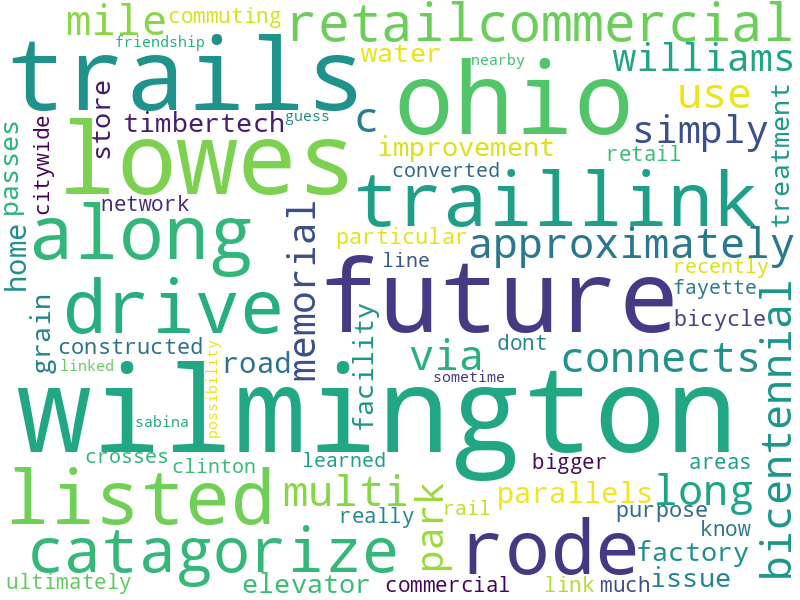 mile commuting retailcommercial
friendship trails water nearby williams
ohio use
store timbertech guess c simply
lowes improvement retail treatment
passes citywide converted
network traillink
along particular approximately
home memorial line recently
future fayette
drive bicycle
grain constructed road facility via dont connects bicentennial
linked possibility sometime
wilmington
sabina
crosses clinton learned bigger areas
listed multi park parallels long
really rail purpose
catagorize rode know
factory
ultimately elevator commercial link much issue